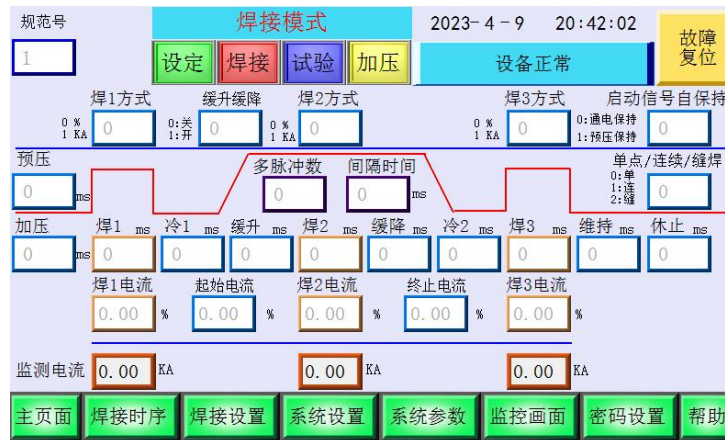 规范号 焊接模式 2023-4-9 20:42:02 故障
复位
1 设定 焊接 试验 加压 设备正常
焊1方式 缓升缓降 焊2方式 焊3方式 启动信号自保持
0 % 0 0:关 0 0 % 0 0 % 0 0:通电保持 0
1 KA 1:开 1 KA 1 KA 1:预压保持
预压 多脉冲数 间隔时间 单点/连续/缝焊
0 ms 0 0 ms 0:单 0
1:连
2:缝
加压 焊1 ms 冷1 ms 缓升 ms 焊2 ms 缓降 ms 冷2 ms 焊3 ms 维持 ms 休止 ms
0 ms 0 0 0 0 0 0 0 0 0
焊1电流 起始电流 焊2电流 终止电流 焊3电流
0.00 % 0.00 % 0.00 % 0.00 % 0.00 %
监测电流 0.00 KA 0.00 KA 0.00 KA
主页面 焊接时序 焊接设置 系统设置 系统参数 监控画面 密码设置 帮助